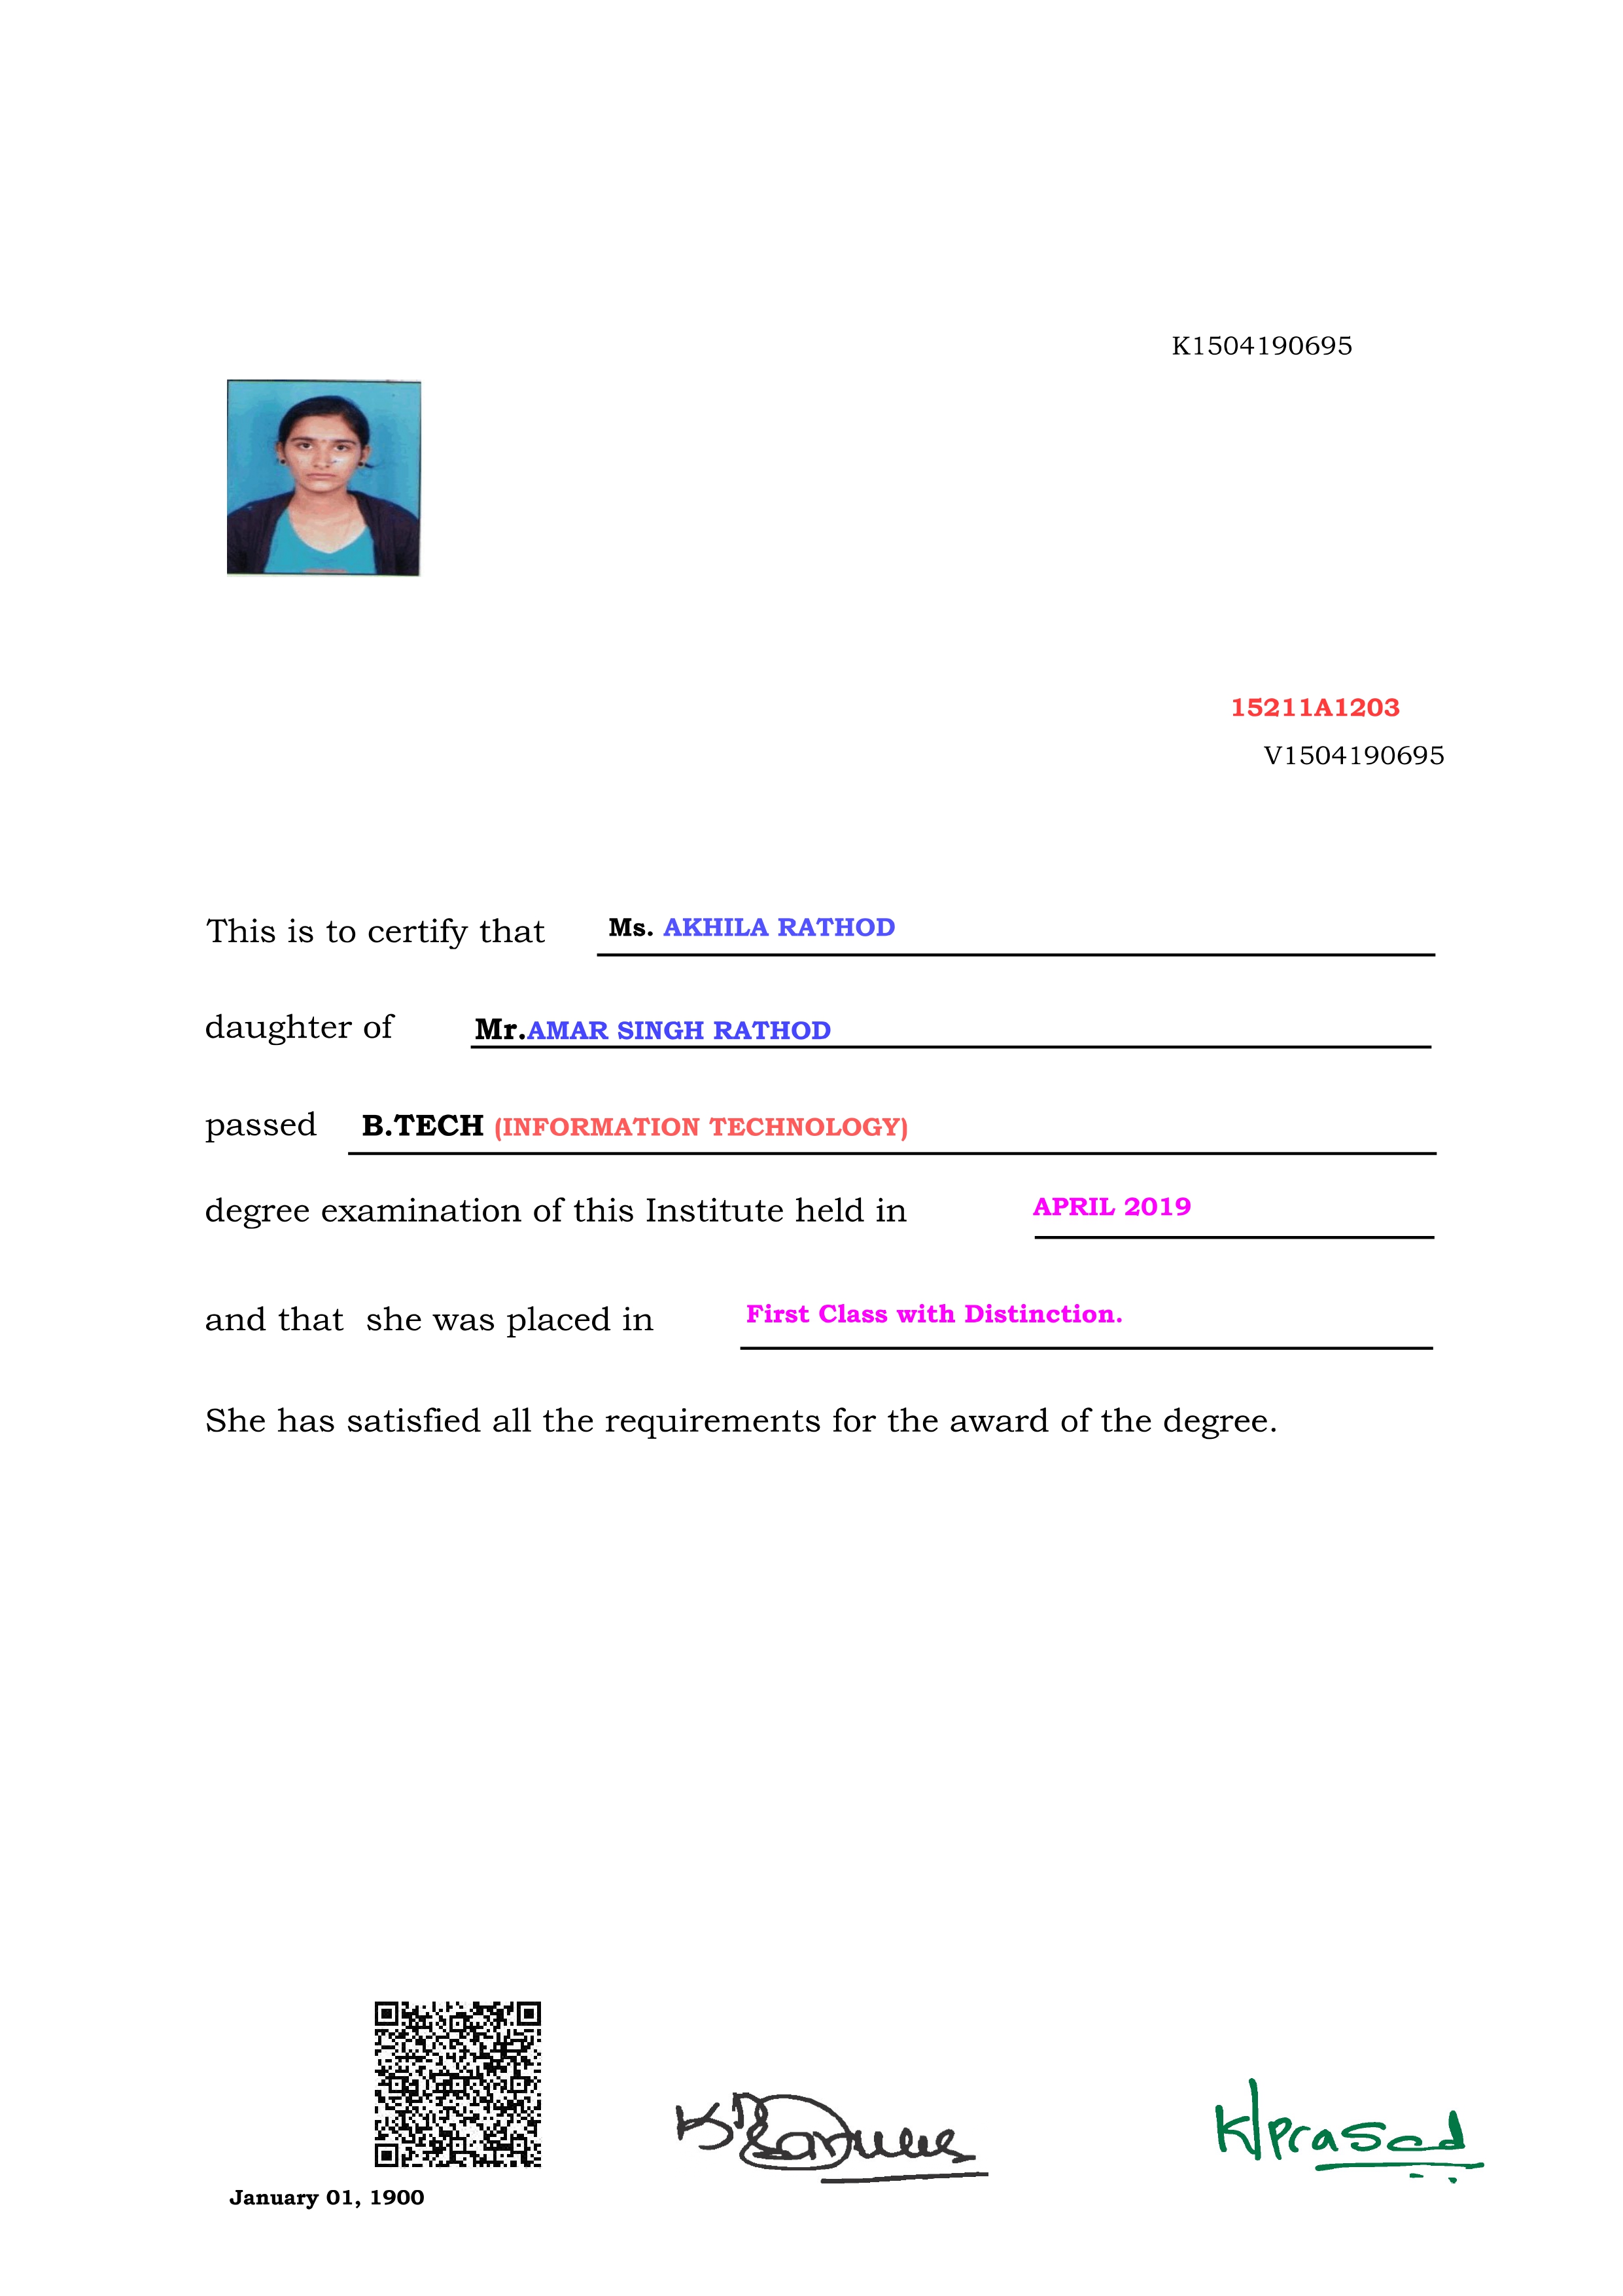 K1504190695
15211A1203
V1504190695
This is to certify that Ms. AKHILA RATHOD
daughter of Mr.AMAR SINGH RATHOD
passed B.TECH (INFORMATION TECHNOLOGY)
degree examination of this Institute held in APRIL 2019
and that she was placed in First Class with Distinction.
She has satisfied all the requirements for the award of the degree.
January 01, 1900